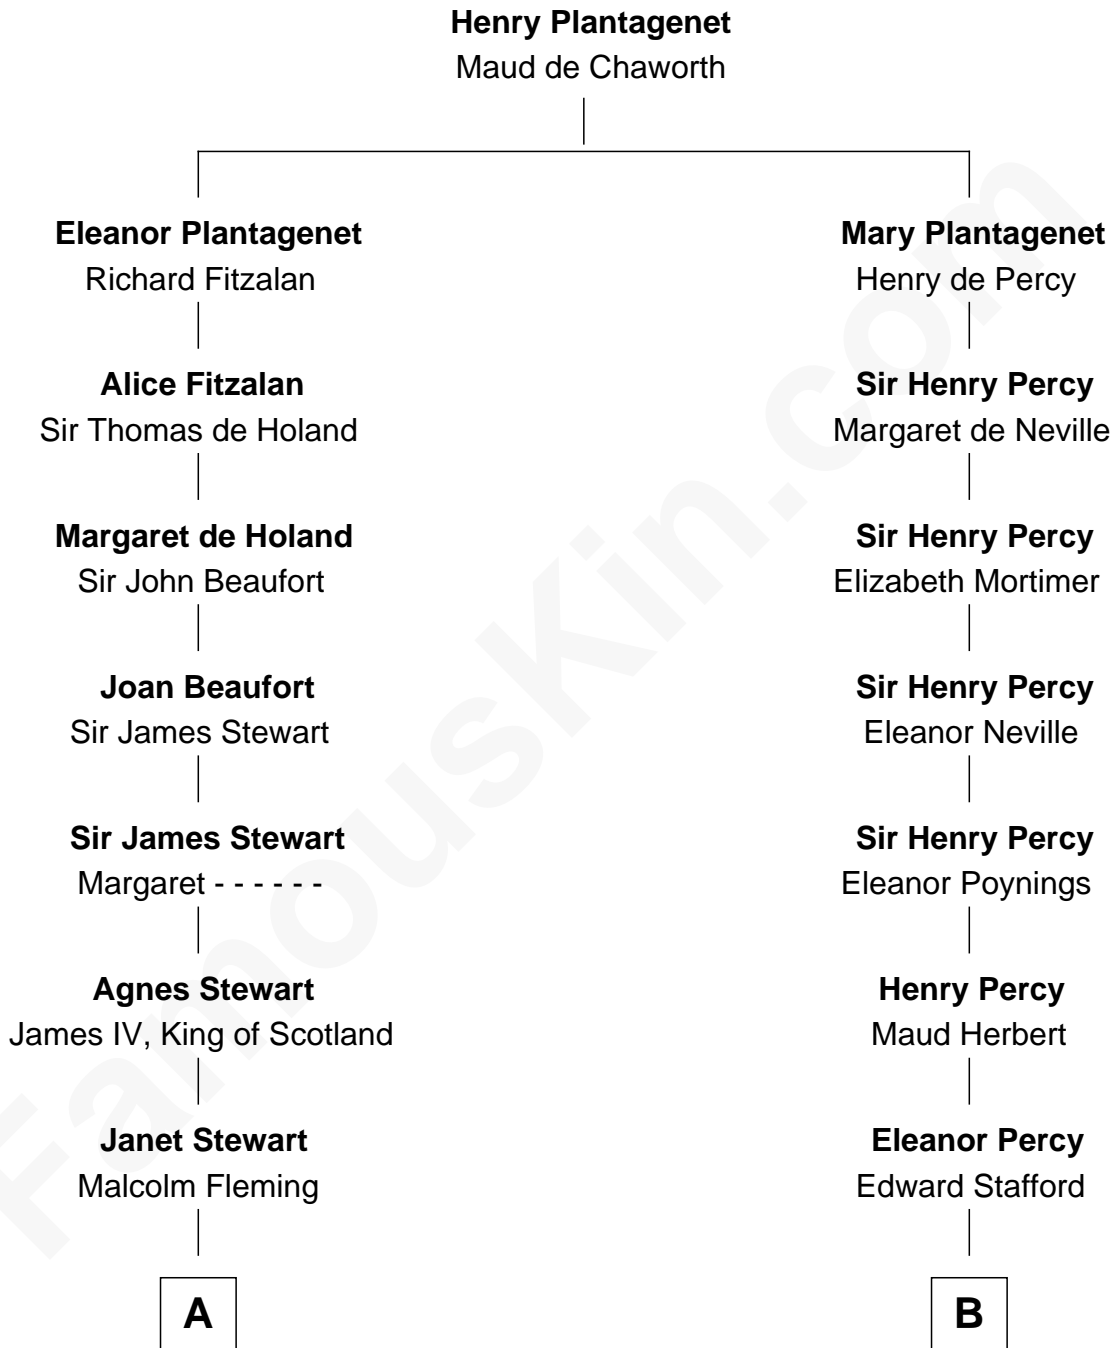 Henry Plantagenet
Maud de Chaworth
Eleanor Plantagenet
Richard Fitzalan
Mary Plantagenet
Henry de Percy
Alice Fitzalan
Sir Thomas de Holand
Sir Henry Percy
Margaret de Neville
Margaret de Holand
Sir John Beaufort
Sir Henry Percy
Elizabeth Mortimer
Joan Beaufort
Sir James Stewart
Sir Henry Percy
Eleanor Neville
Sir James Stewart
Margaret - - - - - -
Sir Henry Percy
Eleanor Poynings
Agnes Stewart
James IV, King of Scotland
Henry Percy
Maud Herbert
Janet Stewart
Malcolm Fleming
Eleanor Percy
Edward Stafford
A
B
FamousKin.com